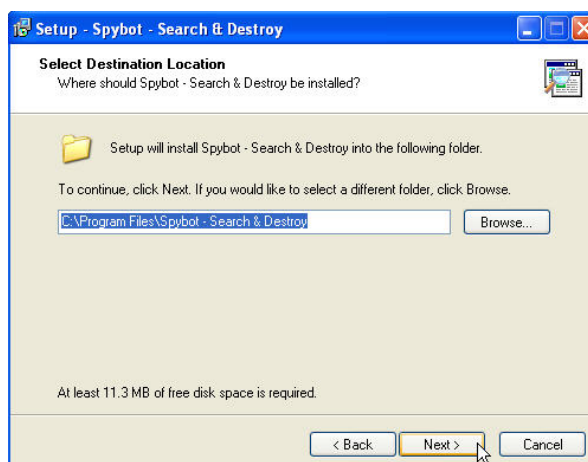 Setup - Spybot - Search & Destroy
Select Destination Location
Where should Spybot - Search & Destroy be installed?
Setup will install Spybot - Search & Destroy into the following folder.
To continue, click Next. If you would like to select a different folder, click Browse.
C:\Program Files\Spybot - Search & Destroy
Browse...
At least 11.3 MB of free disk space is required.
< Back
Next >
Cancel